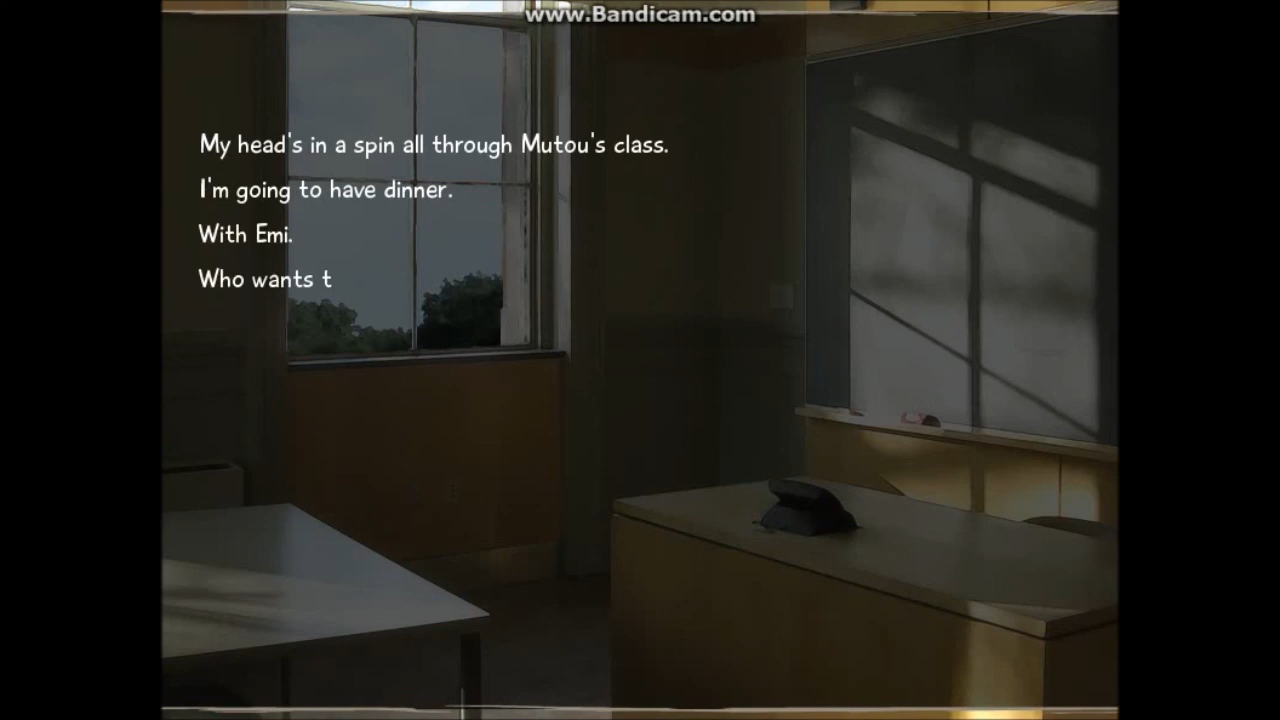 www.Bandicam.com
My head's in a spin all through Mutou's class.
I'm going to have dinner.
With Emi.
Who wants t